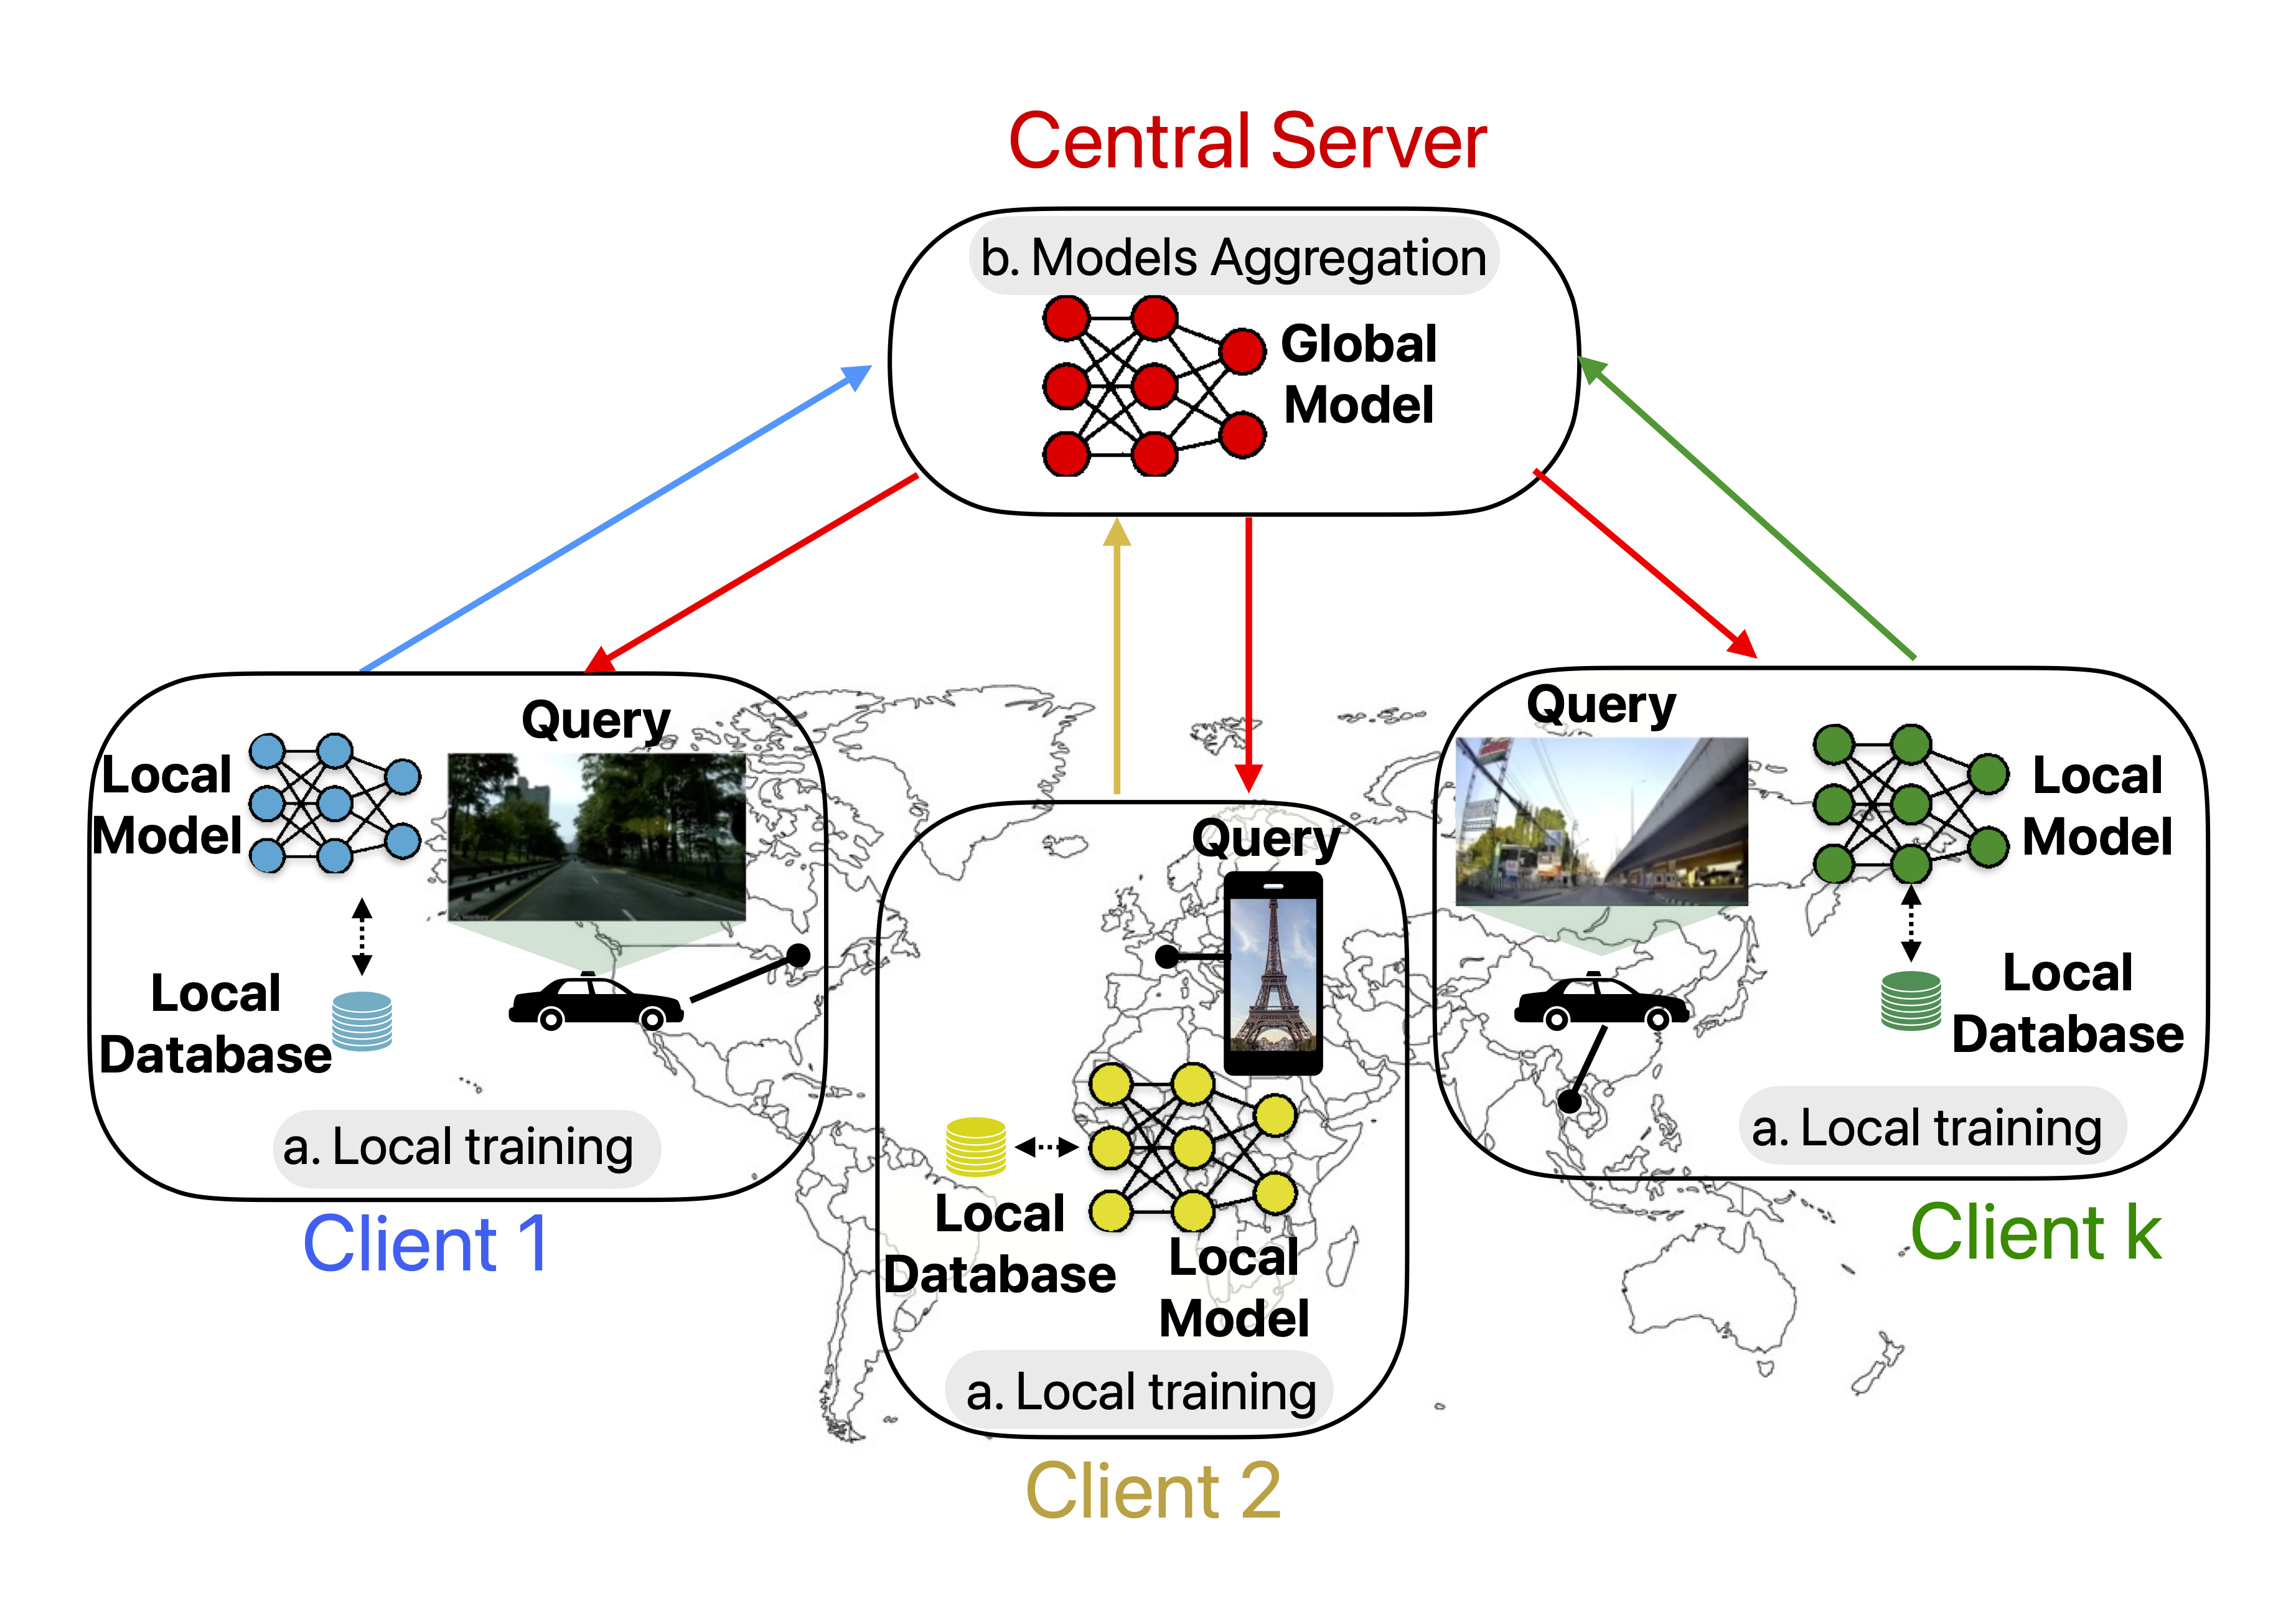 Central Server
b. Models Aggregation
Global
Model
Query
Local
Model
Local
Database
a. Local training
Client 1
Query
Local
Database
Local
Model
a. Local training
Client 2
Query
Local
Model
Local
Database
a. Local training
Client k